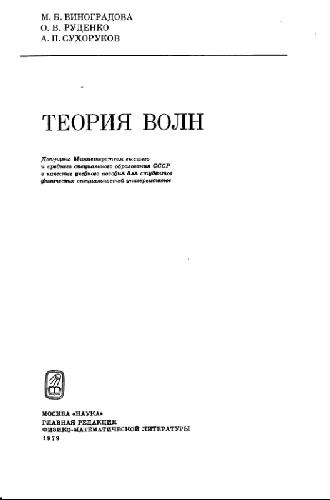 М. Б. ВИНОГРАДОВА
О. В. РУДЕНКО
А. П. СУХОРУКОВ
ТЕОРИЯ ВОЛН
Допущено Министерством высшего
и среднего специального образования СССР
в качестве учебного пособия для студентов
физических специальностей университетов
МОСКВА «НАУКА»
ГЛАВНАЯ РЕДАКЦИЯ
ФИЗИКО-МАТЕМАТИЧЕСКОЙ ЛИТЕРАТУРЫ
1979